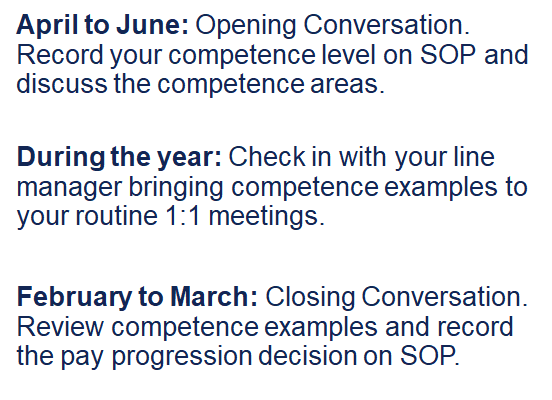 April to June: Opening Conversation.
Record your competence level on SOP and
discuss the competence areas.
During the year: Check in with your line
manager bringing competence examples to
your routine 1:1 meetings.
February to March: Closing Conversation.
Review competence examples and record
the pay progression decision on SOP.